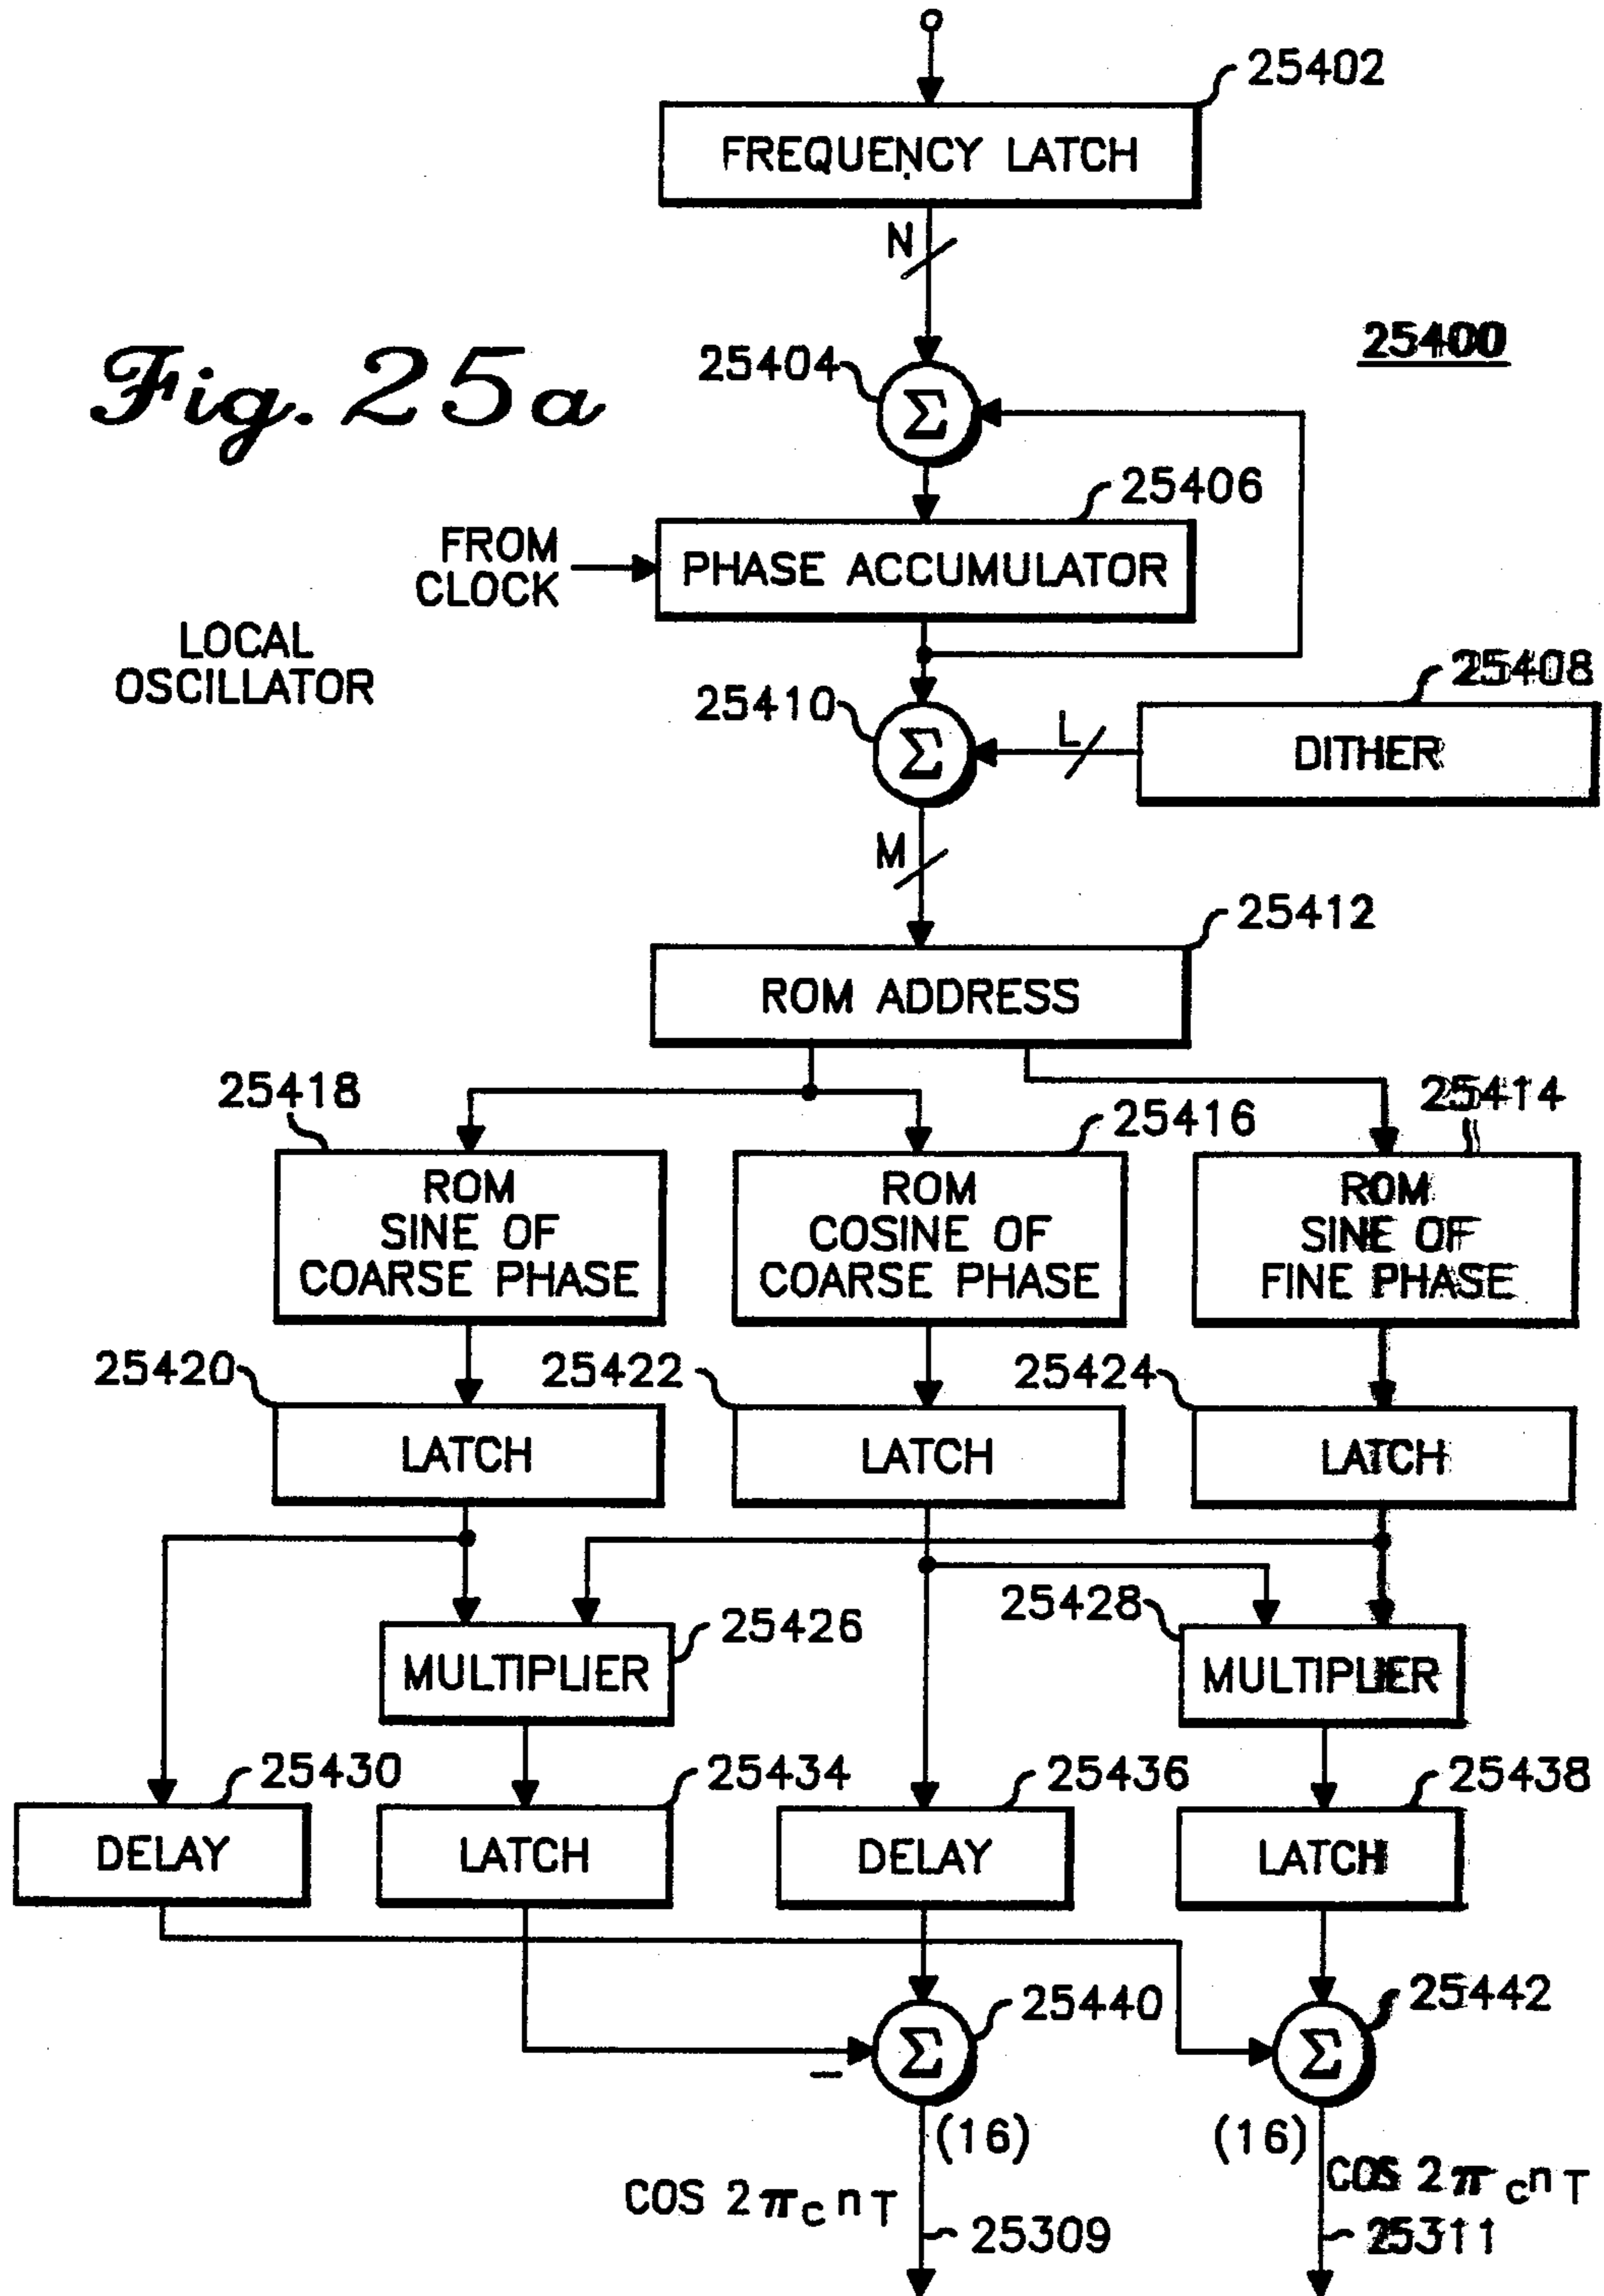 25402
FREQUENCY LATCH
N
25400
Fig. 25a
25404
Σ
25406
FROM
CLOCK
PHASE ACCUMULATOR
LOCAL
OSCILLATOR
25408
25410
Σ
L
DITHER
M
25412
ROM ADDRESS
25418
25416
25414
ROM
SINE OF
COARSE PHASE
ROM
COSINE OF
COARSE PHASE
ROM
SINE OF
FINE PHASE
25420
25422
25424
LATCH
LATCH
LATCH
25426
25428
MULTIPLIER
MULTIPLIER
25430
25434
25436
25438
DELAY
LATCH
DELAY
LATCH
25440
25442
Σ
Σ
–
(16)
(16)
COS 2πcnT
COS 2πcnT
25309
25311